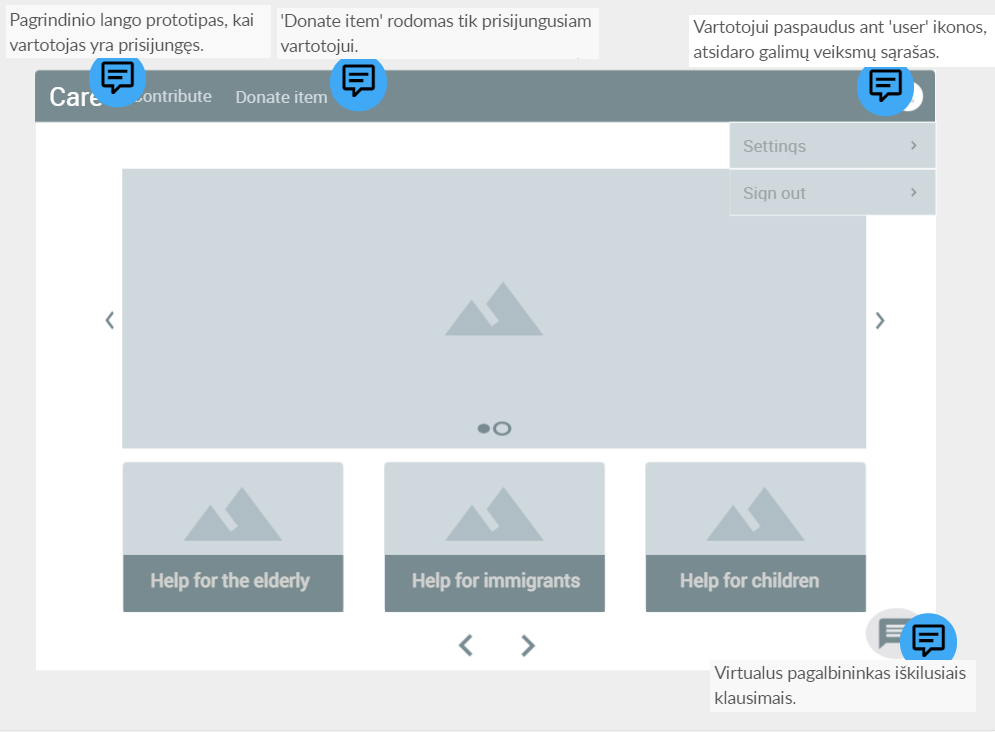 Pagrindinio lango prototipas, kai
vartotojas yra prisijungęs.
'Donate item' rodomas tik prisijungusiam
vartotojui.
Vartotojui paspaudus ant 'user' ikonos,
atsidaro galimų veiksmų sąrašas.
Care
Contribute
Donate item
Settings
Sign out
Help for the elderly
Help for immigrants
Help for children
Virtualus pagalbininkas iškilusiais
klausimais.